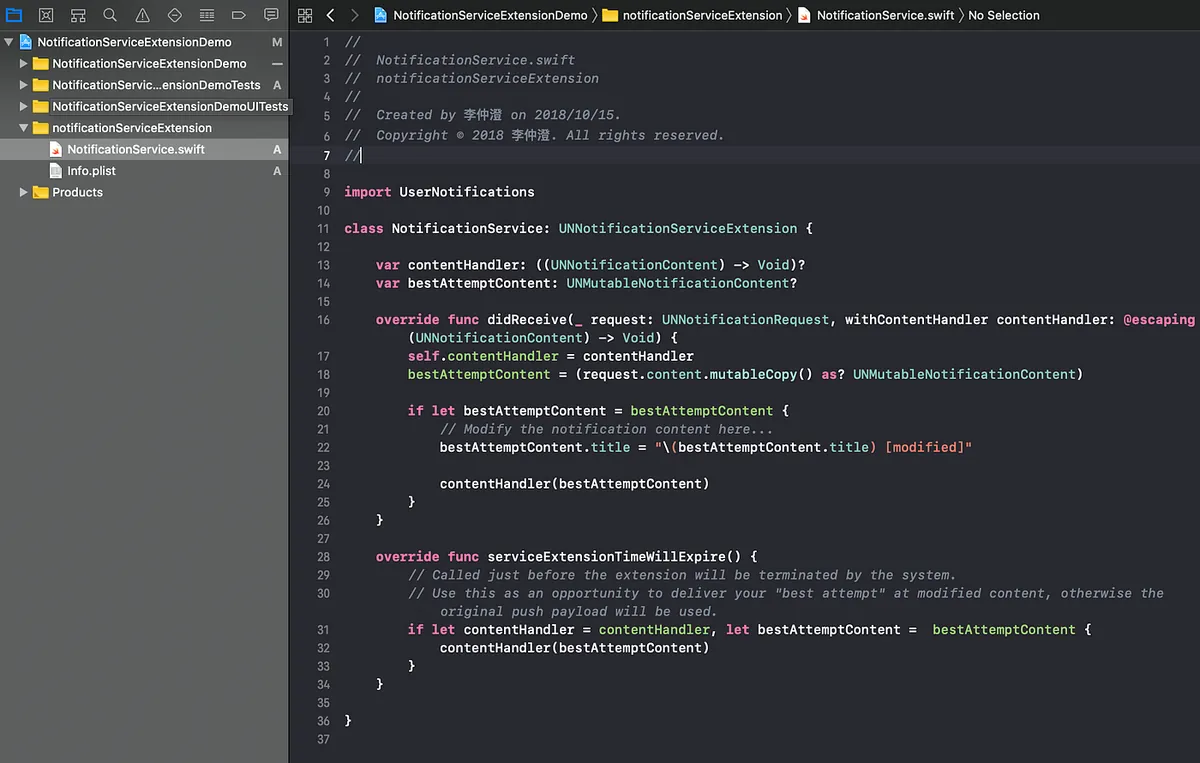 NotificationServiceExtensionDemo 〉 notificationServiceExtension 〉 NotificationService.swift 〉 No Selection
NotificationServiceExtensionDemo M
NotificationServiceExtensionDemo —
NotificationServic...ensionDemoTests A
NotificationServiceExtensionDemoUITests
notificationServiceExtension
NotificationService.swift A
Info.plist A
Products
1 //
2 //  NotificationService.swift
3 //  notificationServiceExtension
4 //
5 //  Created by 李仲澄 on 2018/10/15.
6 //  Copyright © 2018 李仲澄. All rights reserved.
7 //
8
9 import UserNotifications
10
11 class NotificationService: UNNotificationServiceExtension {
12
13     var contentHandler: ((UNNotificationContent) -> Void)?
14     var bestAttemptContent: UNMutableNotificationContent?
15
16     override func didReceive(_ request: UNNotificationRequest, withContentHandler contentHandler: @escaping
        (UNNotificationContent) -> Void) {
17         self.contentHandler = contentHandler
18         bestAttemptContent = (request.content.mutableCopy() as? UNMutableNotificationContent)
19
20         if let bestAttemptContent = bestAttemptContent {
21             // Modify the notification content here...
22             bestAttemptContent.title = "\(bestAttemptContent.title) [modified]"
23
24             contentHandler(bestAttemptContent)
25         }
26     }
27
28     override func serviceExtensionTimeWillExpire() {
29         // Called just before the extension will be terminated by the system.
30         // Use this as an opportunity to deliver your "best attempt" at modified content, otherwise the
            original push payload will be used.
31         if let contentHandler = contentHandler, let bestAttemptContent =  bestAttemptContent {
32             contentHandler(bestAttemptContent)
33         }
34     }
35
36 }
37